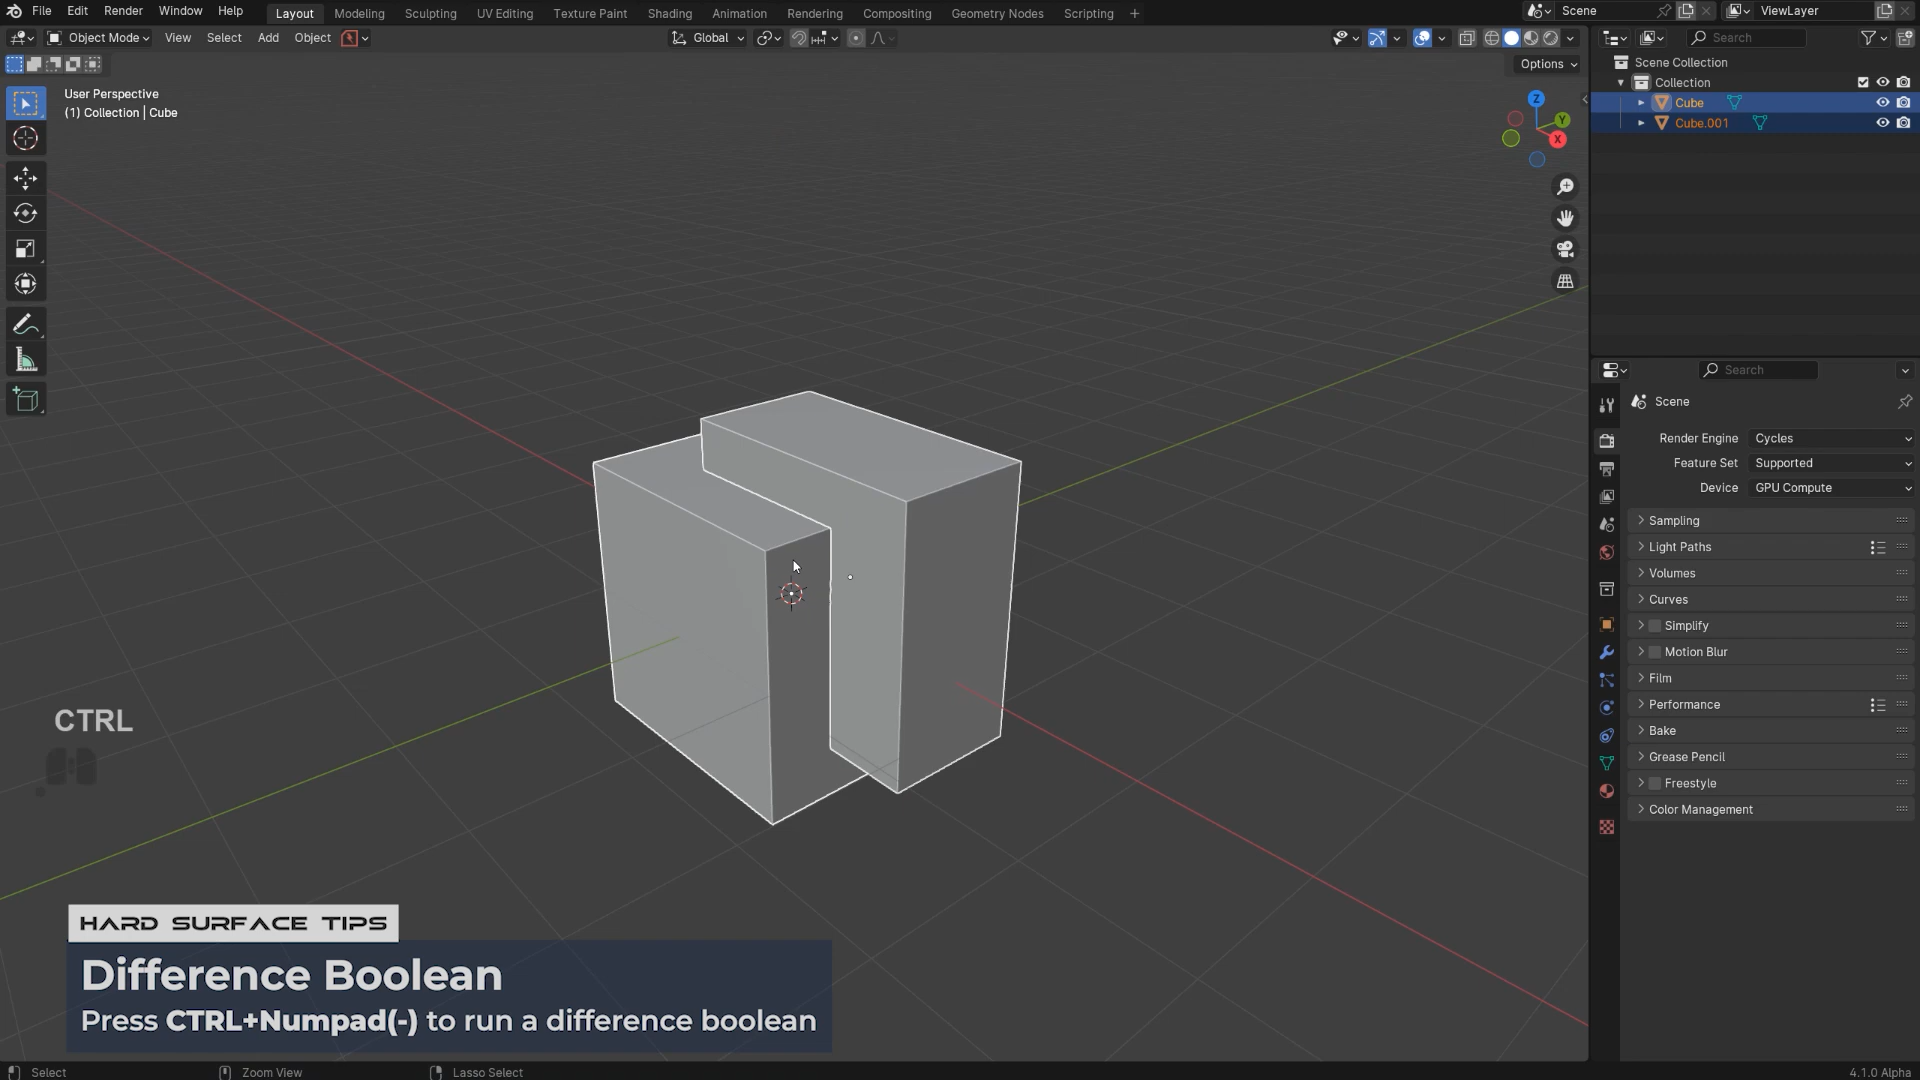 File Edit Render Window Help Layout Modeling Sculpting UV Editing Texture Paint Shading Animation Rendering Compositing Geometry Nodes Scripting + Scene ViewLayer
Object Mode View Select Add Object Global Search
Options
User Perspective
(1) Collection | Cube
Z
Y
X
Scene Collection
Collection
Cube
Cube.001
Search
Scene
Render Engine Cycles
Feature Set Supported
Device GPU Compute
Sampling
Light Paths
Volumes
Curves
Simplify
Motion Blur
Film
Performance
Bake
Grease Pencil
Freestyle
Color Management
CTRL
HARD SURFACE TIPS
Difference Boolean
Press CTRL+Numpad(-) to run a difference boolean
Select Zoom View Lasso Select 4.1.0 Alpha